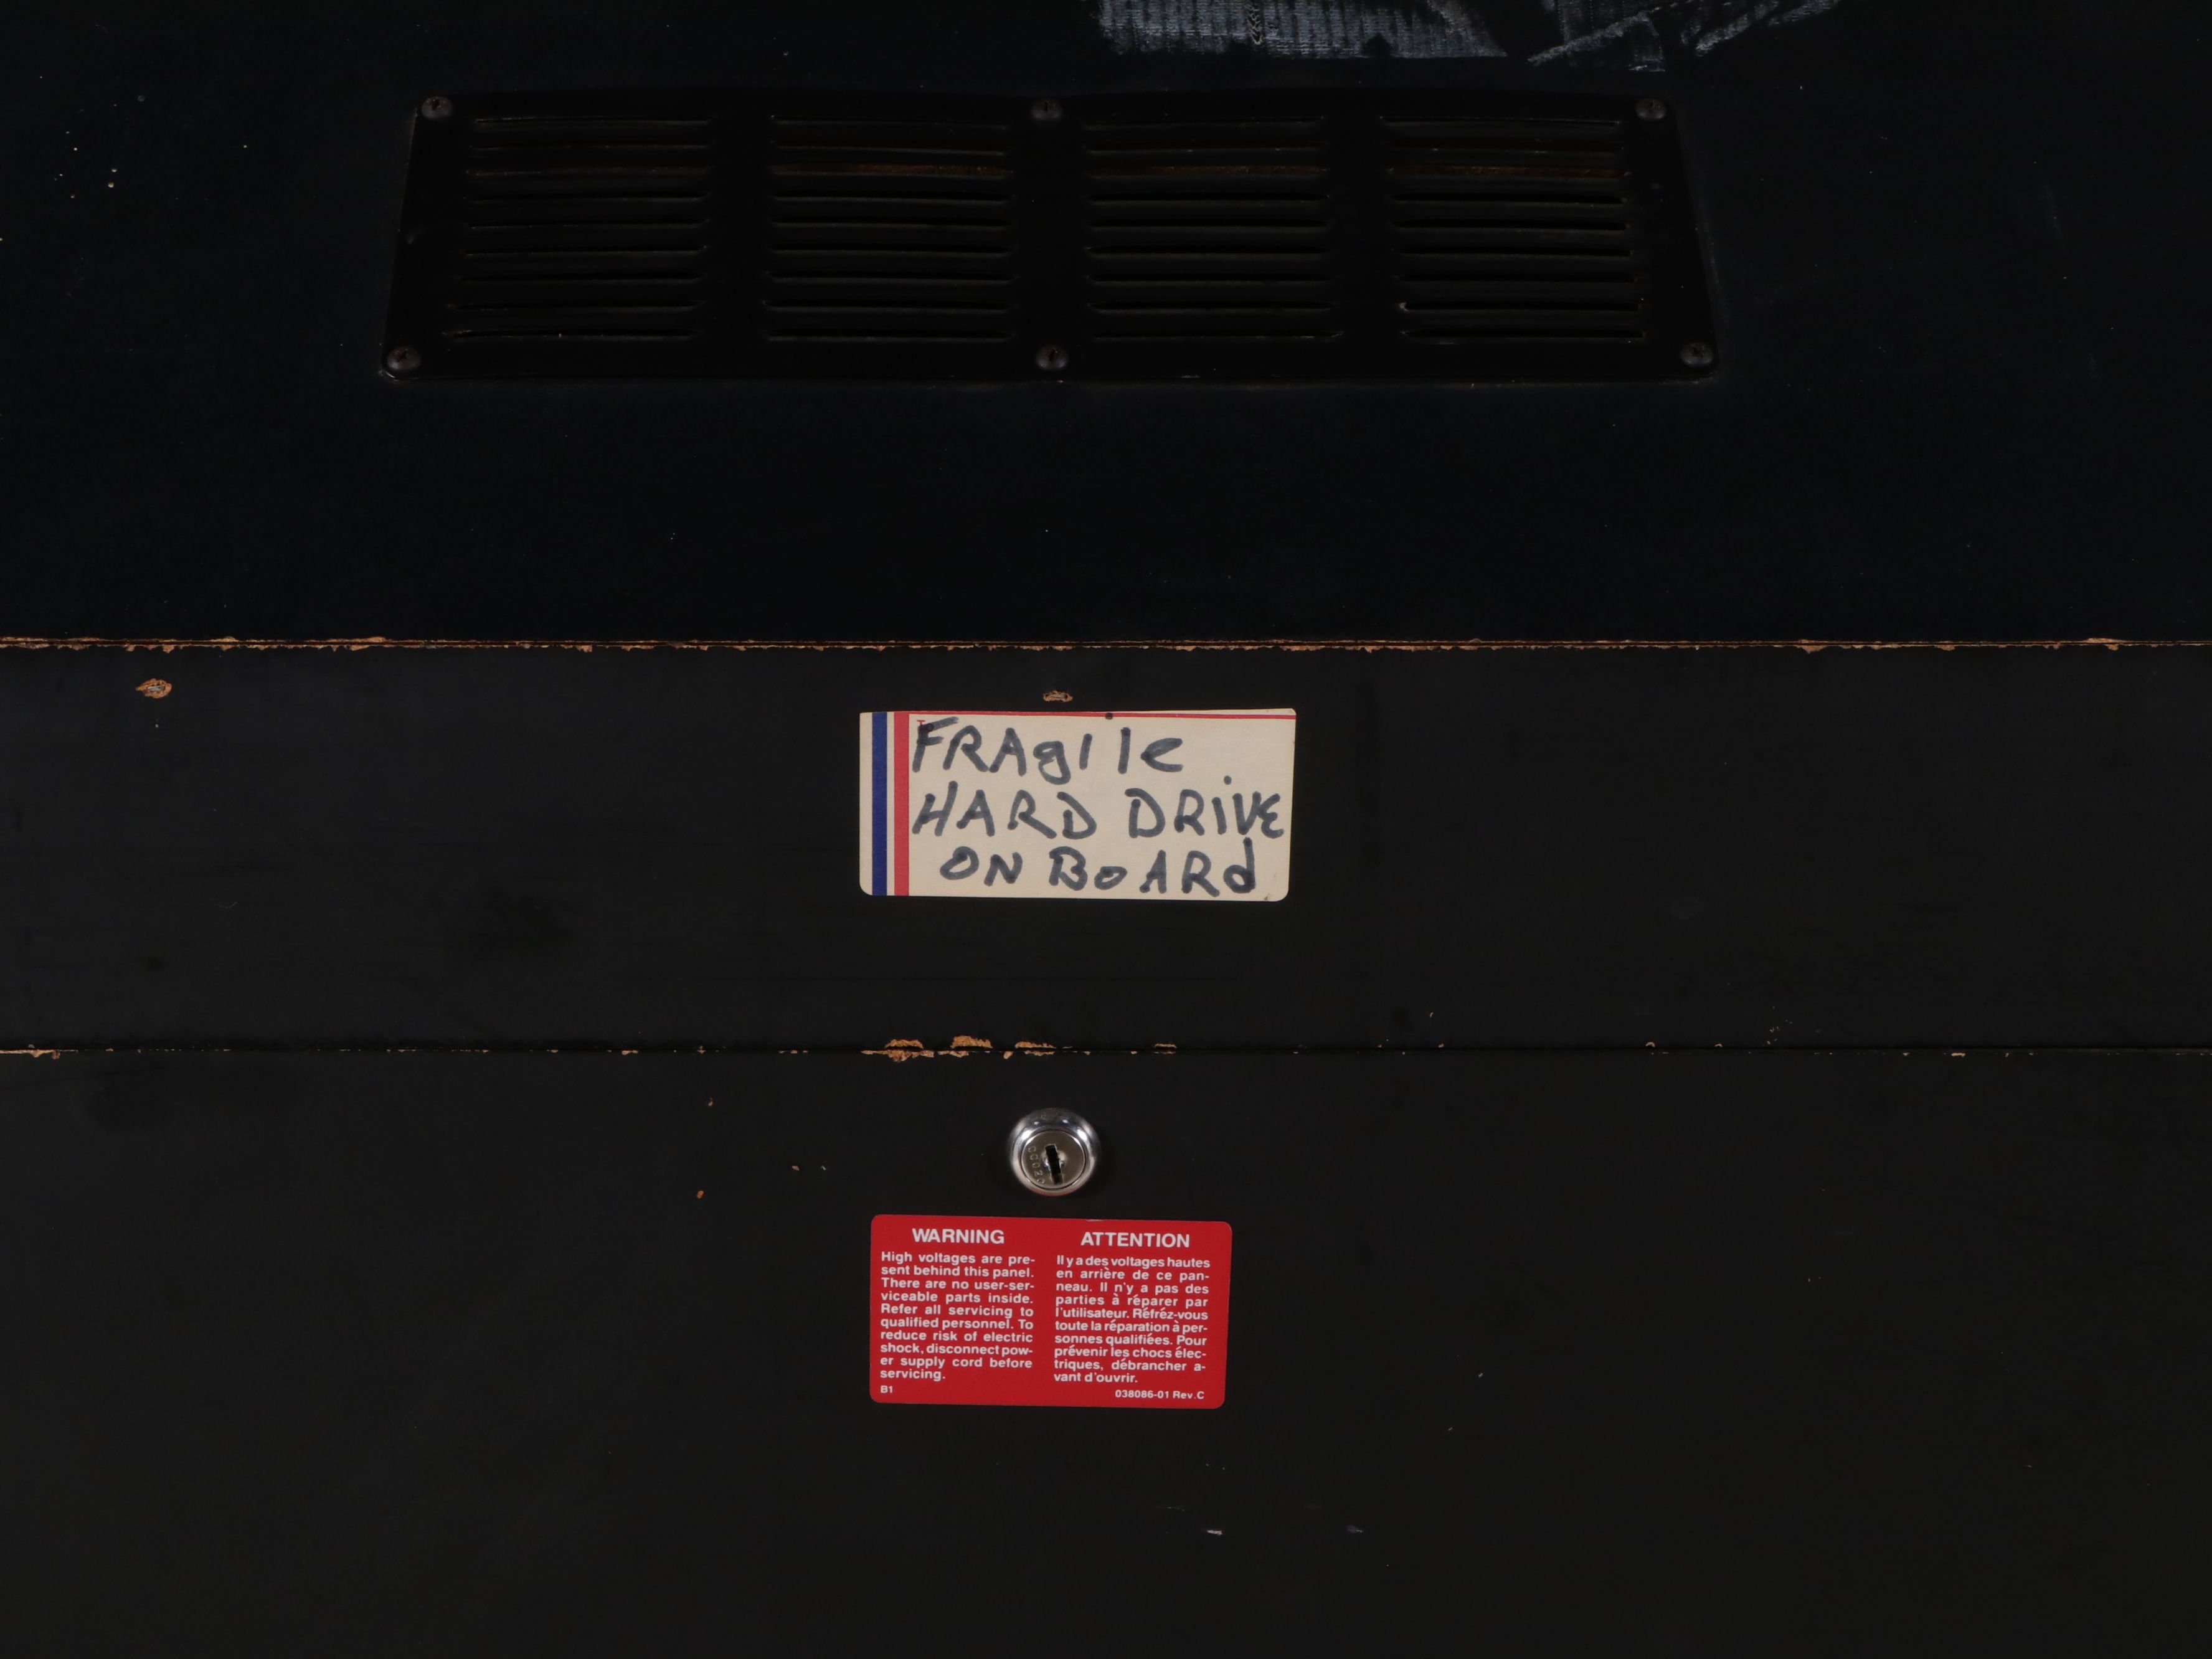 To
FRAgile
HARD DRiVE
ON BoARd
WARNING
High voltages are pre-
sent behind this panel.
There are no user-ser-
viceable parts inside.
Refer all servicing to
qualified personnel. To
reduce risk of electric
shock, disconnect pow-
er supply cord before
servicing.
B1
ATTENTION
Il y a des voltages hautes
en arrière de ce pan-
neau. Il n'y a pas des
parties à réparer par
l'utilisateur. Réfréz-vous
toute la réparation à per-
sonnes qualifiées. Pour
prévenir les chocs élec-
triques, débrancher a-
vant d'ouvrir.
038086-01 Rev.C